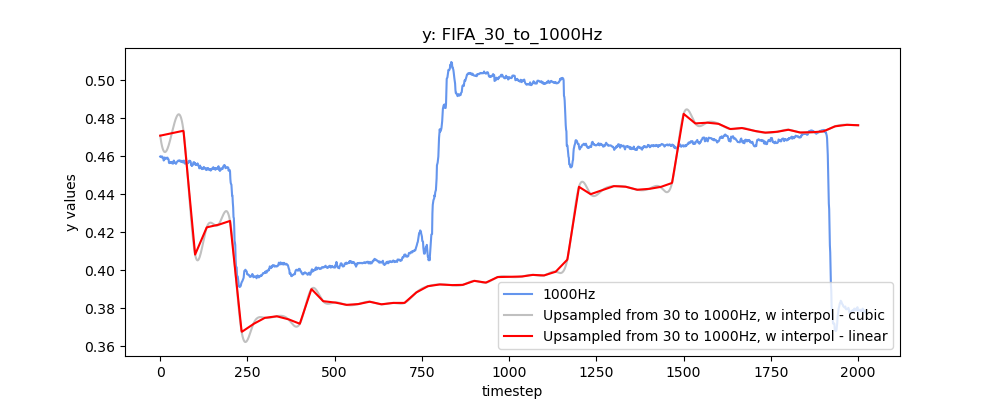 y: FIFA_30_to_1000Hz
y values
0.50
0.48
0.46
0.44
0.42
0.40
0.38
0.36
1000Hz
Upsampled from 30 to 1000Hz, w interpol - cubic
Upsampled from 30 to 1000Hz, w interpol - linear
0 250 500 750 1000 1250 1500 1750 2000
timestep